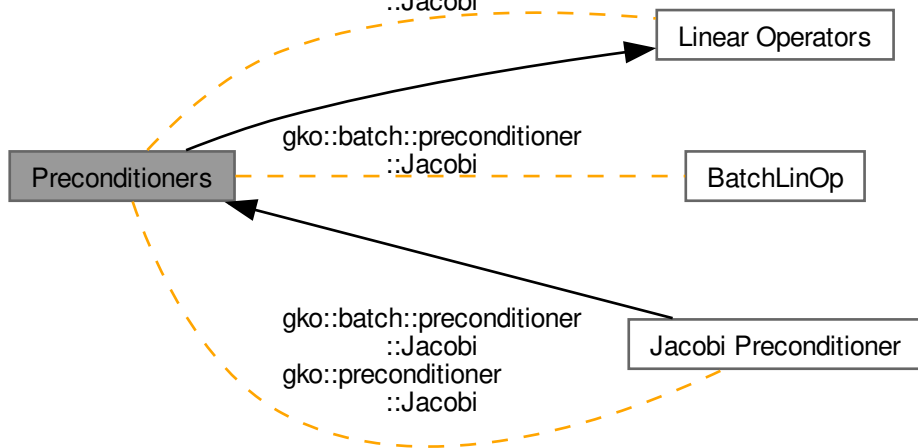 ::Jacobi
Linear Operators
gko::batch::preconditioner
::Jacobi
Preconditioners
BatchLinOp
gko::batch::preconditioner
::Jacobi
gko::preconditioner
::Jacobi
Jacobi Preconditioner